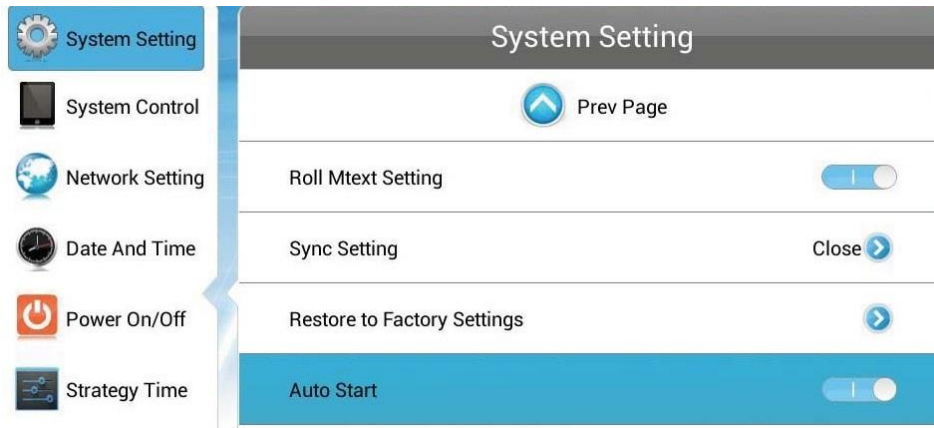 System Setting
System Control
Network Setting
Date And Time
Power On/Off
Strategy Time
System Setting
Prev Page
Roll Mtext Setting
Sync Setting Close
Restore to Factory Settings
Auto Start